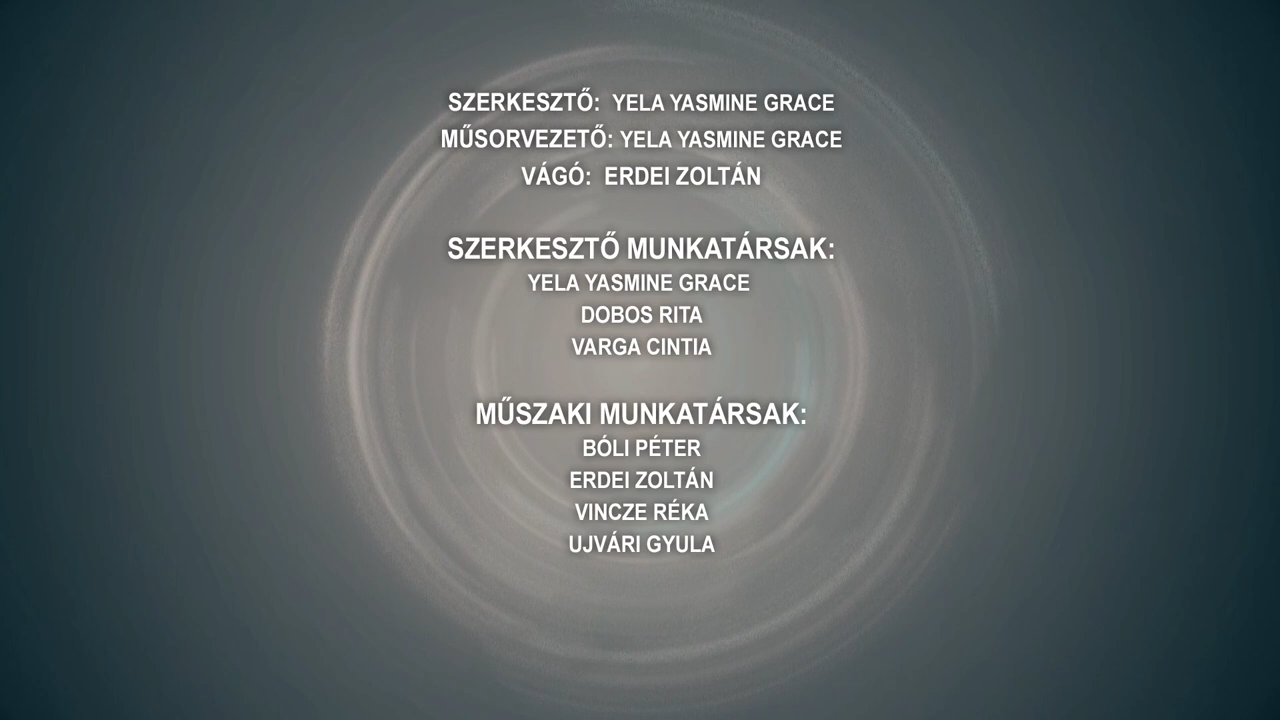 SZERKESZTŐ: YELA YASMINE GRACE
MŰSORVEZETŐ: YELA YASMINE GRACE
VÁGÓ: ERDEI ZOLTÁN
SZERKESZTŐ MUNKATÁRSAK:
YELA YASMINE GRACE
DOBOS RITA
VARGA CINTIA
MŰSZAKI MUNKATÁRSAK:
BÓLI PÉTER
ERDEI ZOLTÁN
VINCZE RÉKA
UJVÁRI GYULA